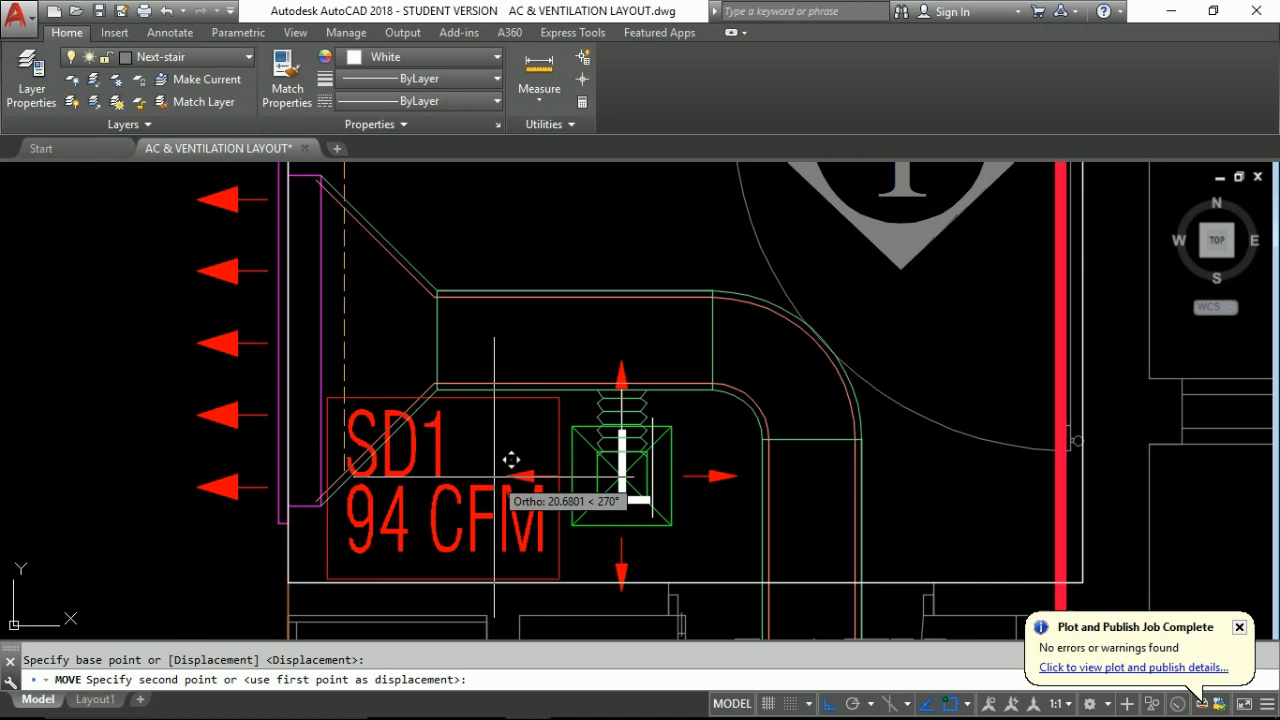 Autodesk AutoCAD 2018 - STUDENT VERSION AC & VENTILATION LAYOUT.dwg
Type a keyword or phrase
Sign In
Home Insert Annotate Parametric View Manage Output Add-ins A360 Express Tools Featured Apps
Next-stair
Make Current
Match Layer
Layer
Properties
Layers
Match
Properties
White
ByLayer
ByLayer
Properties
Measure
Utilities
Start
AC & VENTILATION LAYOUT*
N
W TOP E
S
WCS
SD1
94 CFM
Ortho: 20.6801 < 270°
Y
X
Plot and Publish Job Complete
No errors or warnings found
Click to view plot and publish details...
Specify base point or [Displacement] <Displacement>:
MOVE Specify second point or <use first point as displacement>:
Model Layout1
MODEL
1:1